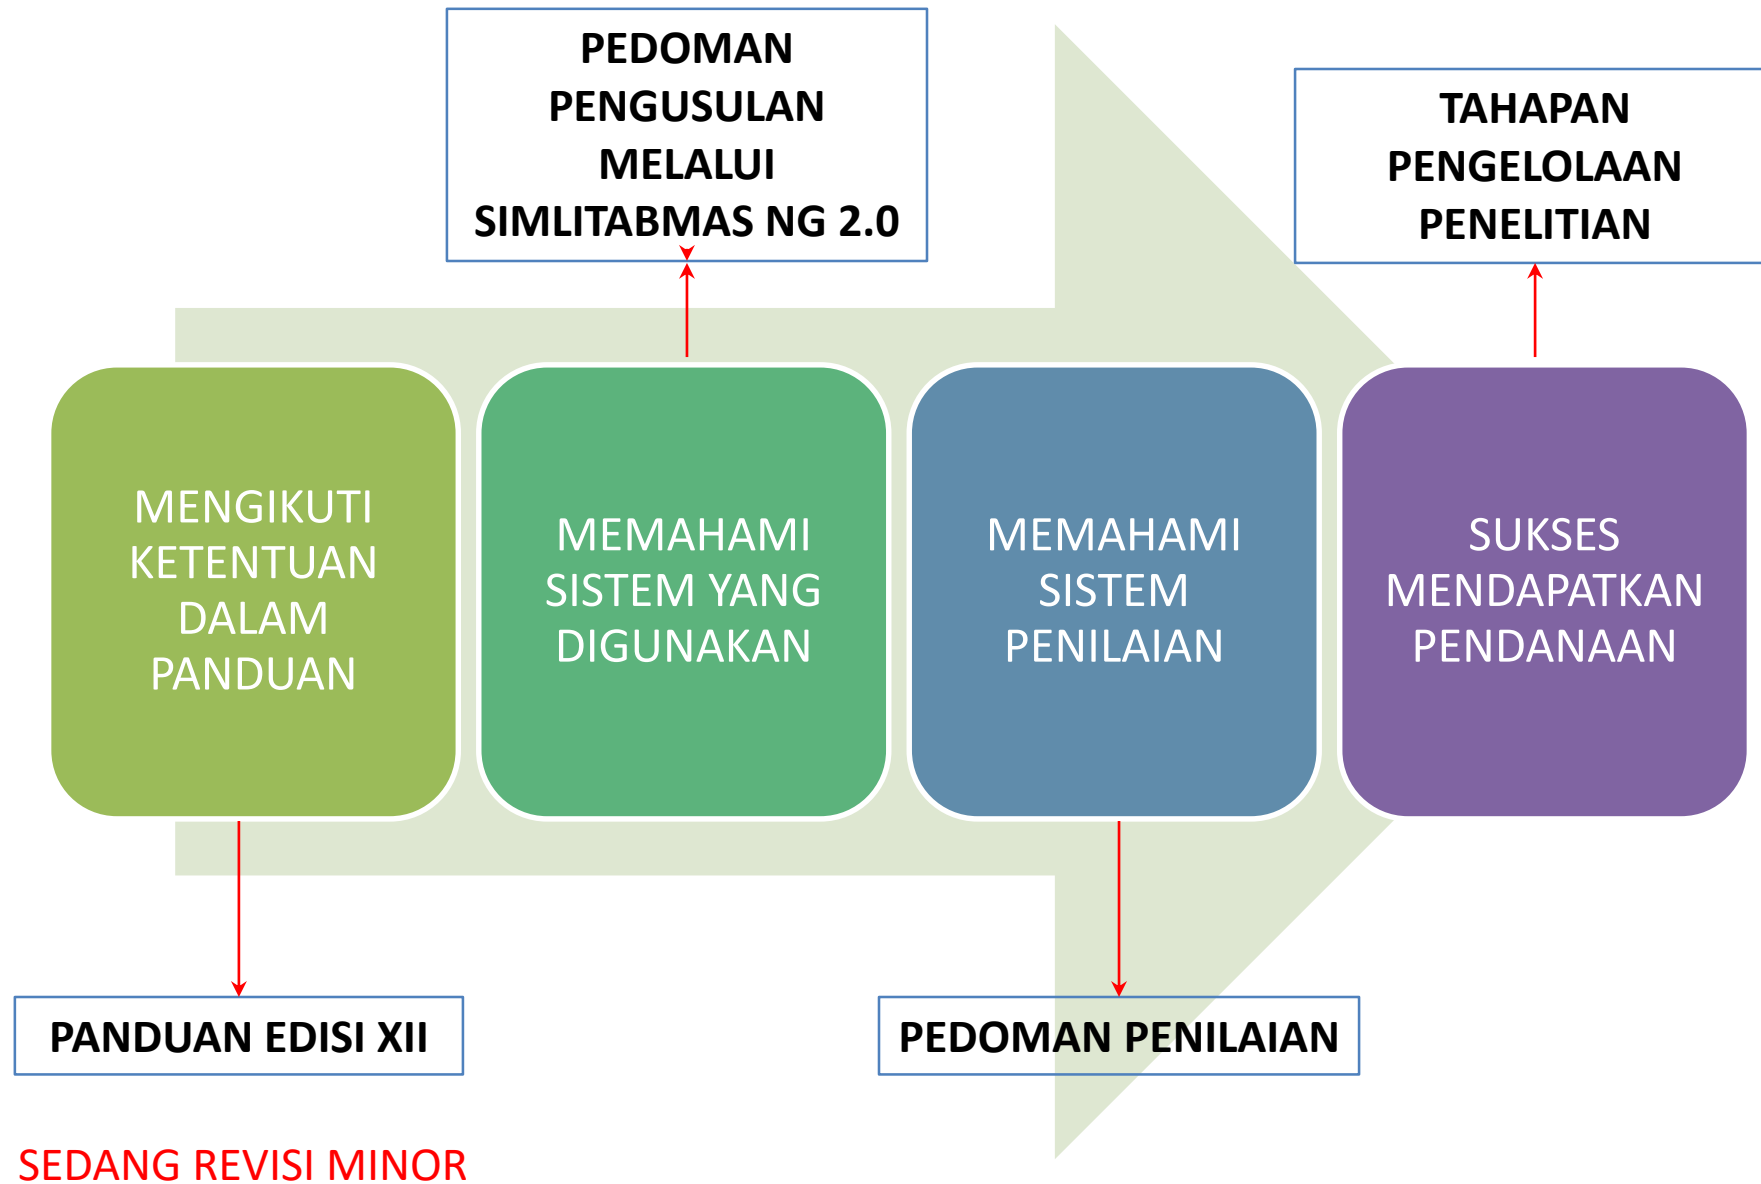 PEDOMAN
PENGUSULAN
MELALUI
SIMLITABMAS NG 2.0
TAHAPAN
PENGELOLAAN
PENELITIAN
MENGIKUTI
KETENTUAN
DALAM
PANDUAN
MEMAHAMI
SISTEM YANG
DIGUNAKAN
MEMAHAMI
SISTEM
PENILAIAN
SUKSES
MENDAPATKAN
PENDANAAN
PANDUAN EDISI XII
PEDOMAN PENILAIAN
SEDANG REVISI MINOR